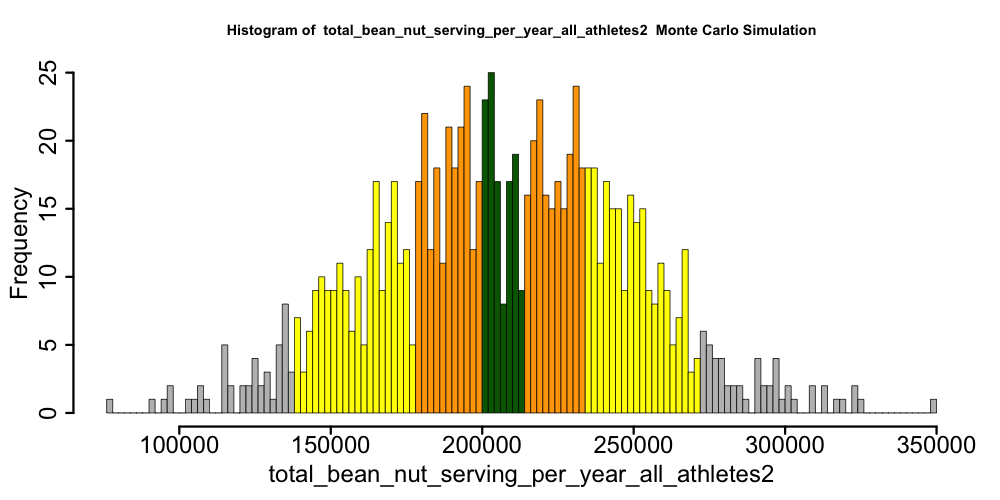 Histogram of  total_bean_nut_serving_per_year_all_athletes2  Monte Carlo Simulation
25
20
15
10
5
0
Frequency
100000 150000 200000 250000 300000 350000
total_bean_nut_serving_per_year_all_athletes2